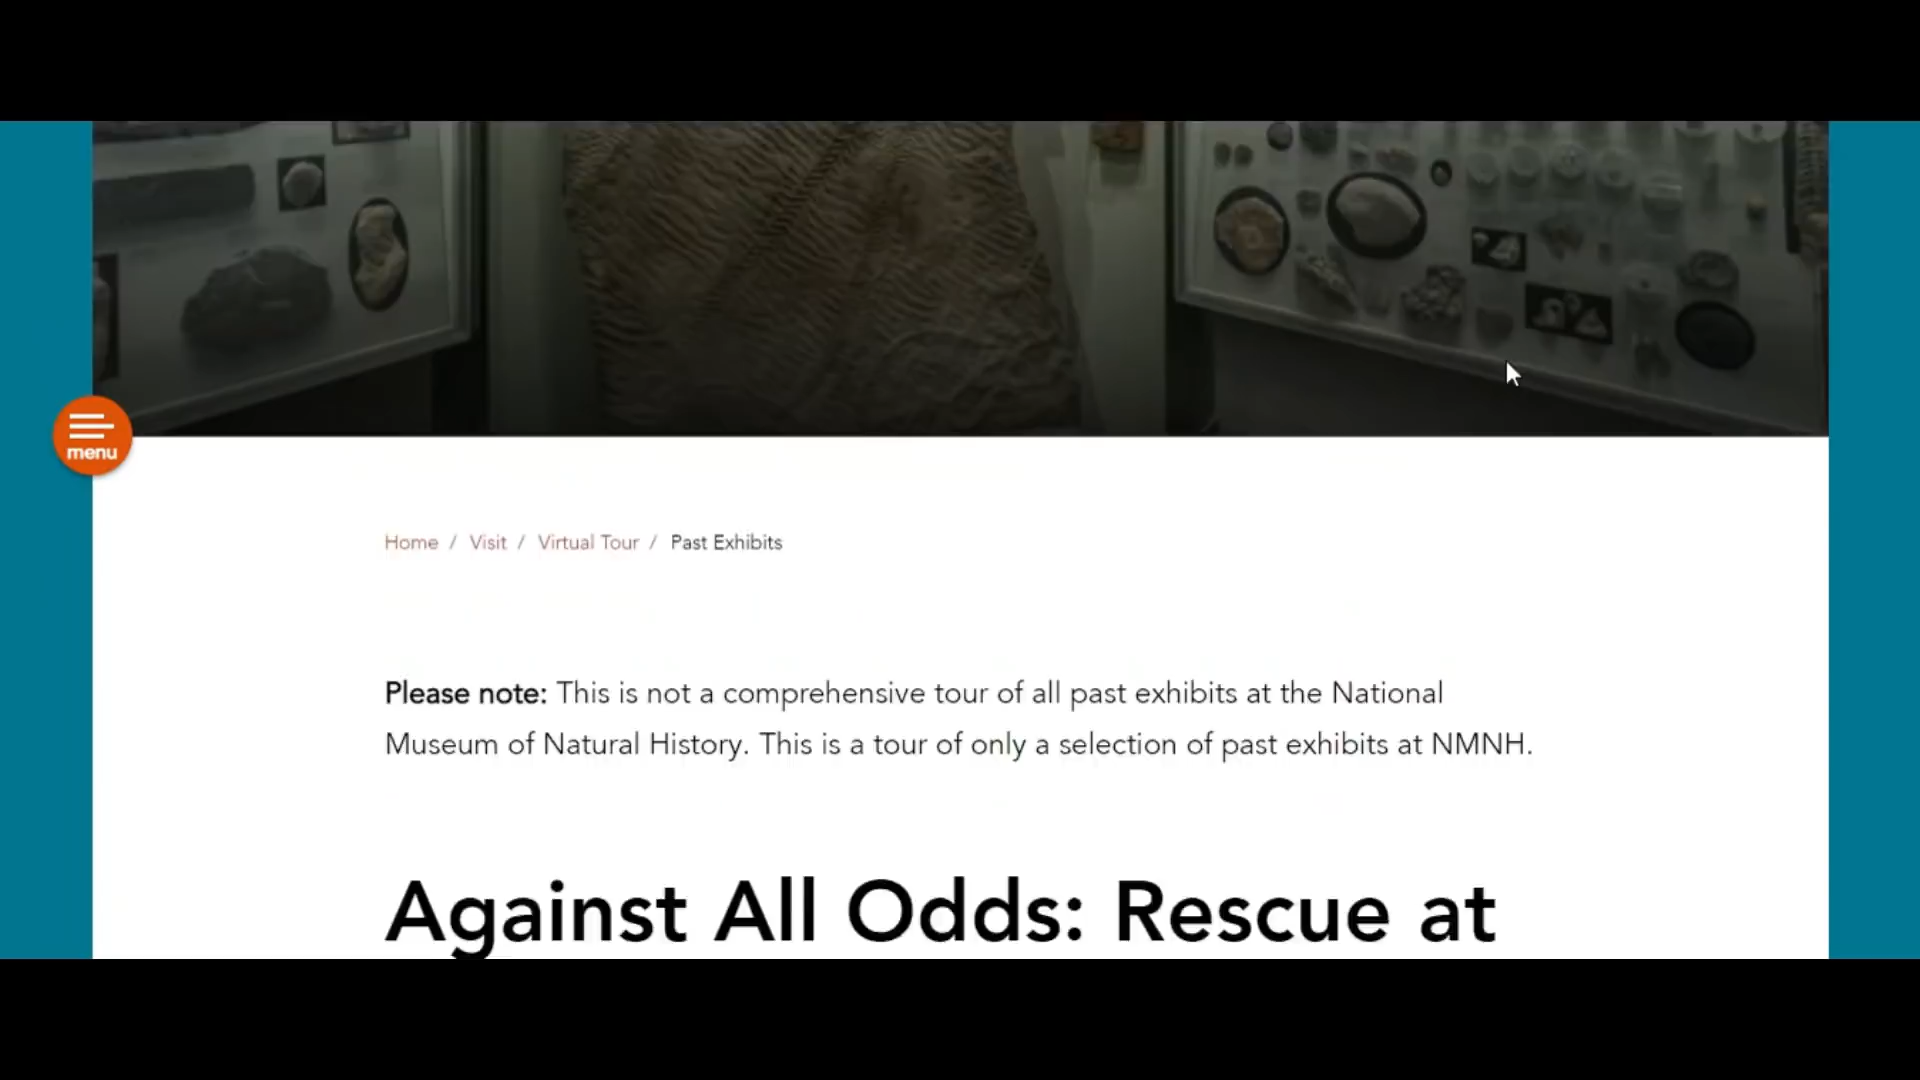 menu
Home / Visit / Virtual Tour / Past Exhibits
Please note: This is not a comprehensive tour of all past exhibits at the National
Museum of Natural History. This is a tour of only a selection of past exhibits at NMNH.
Against All Odds: Rescue at